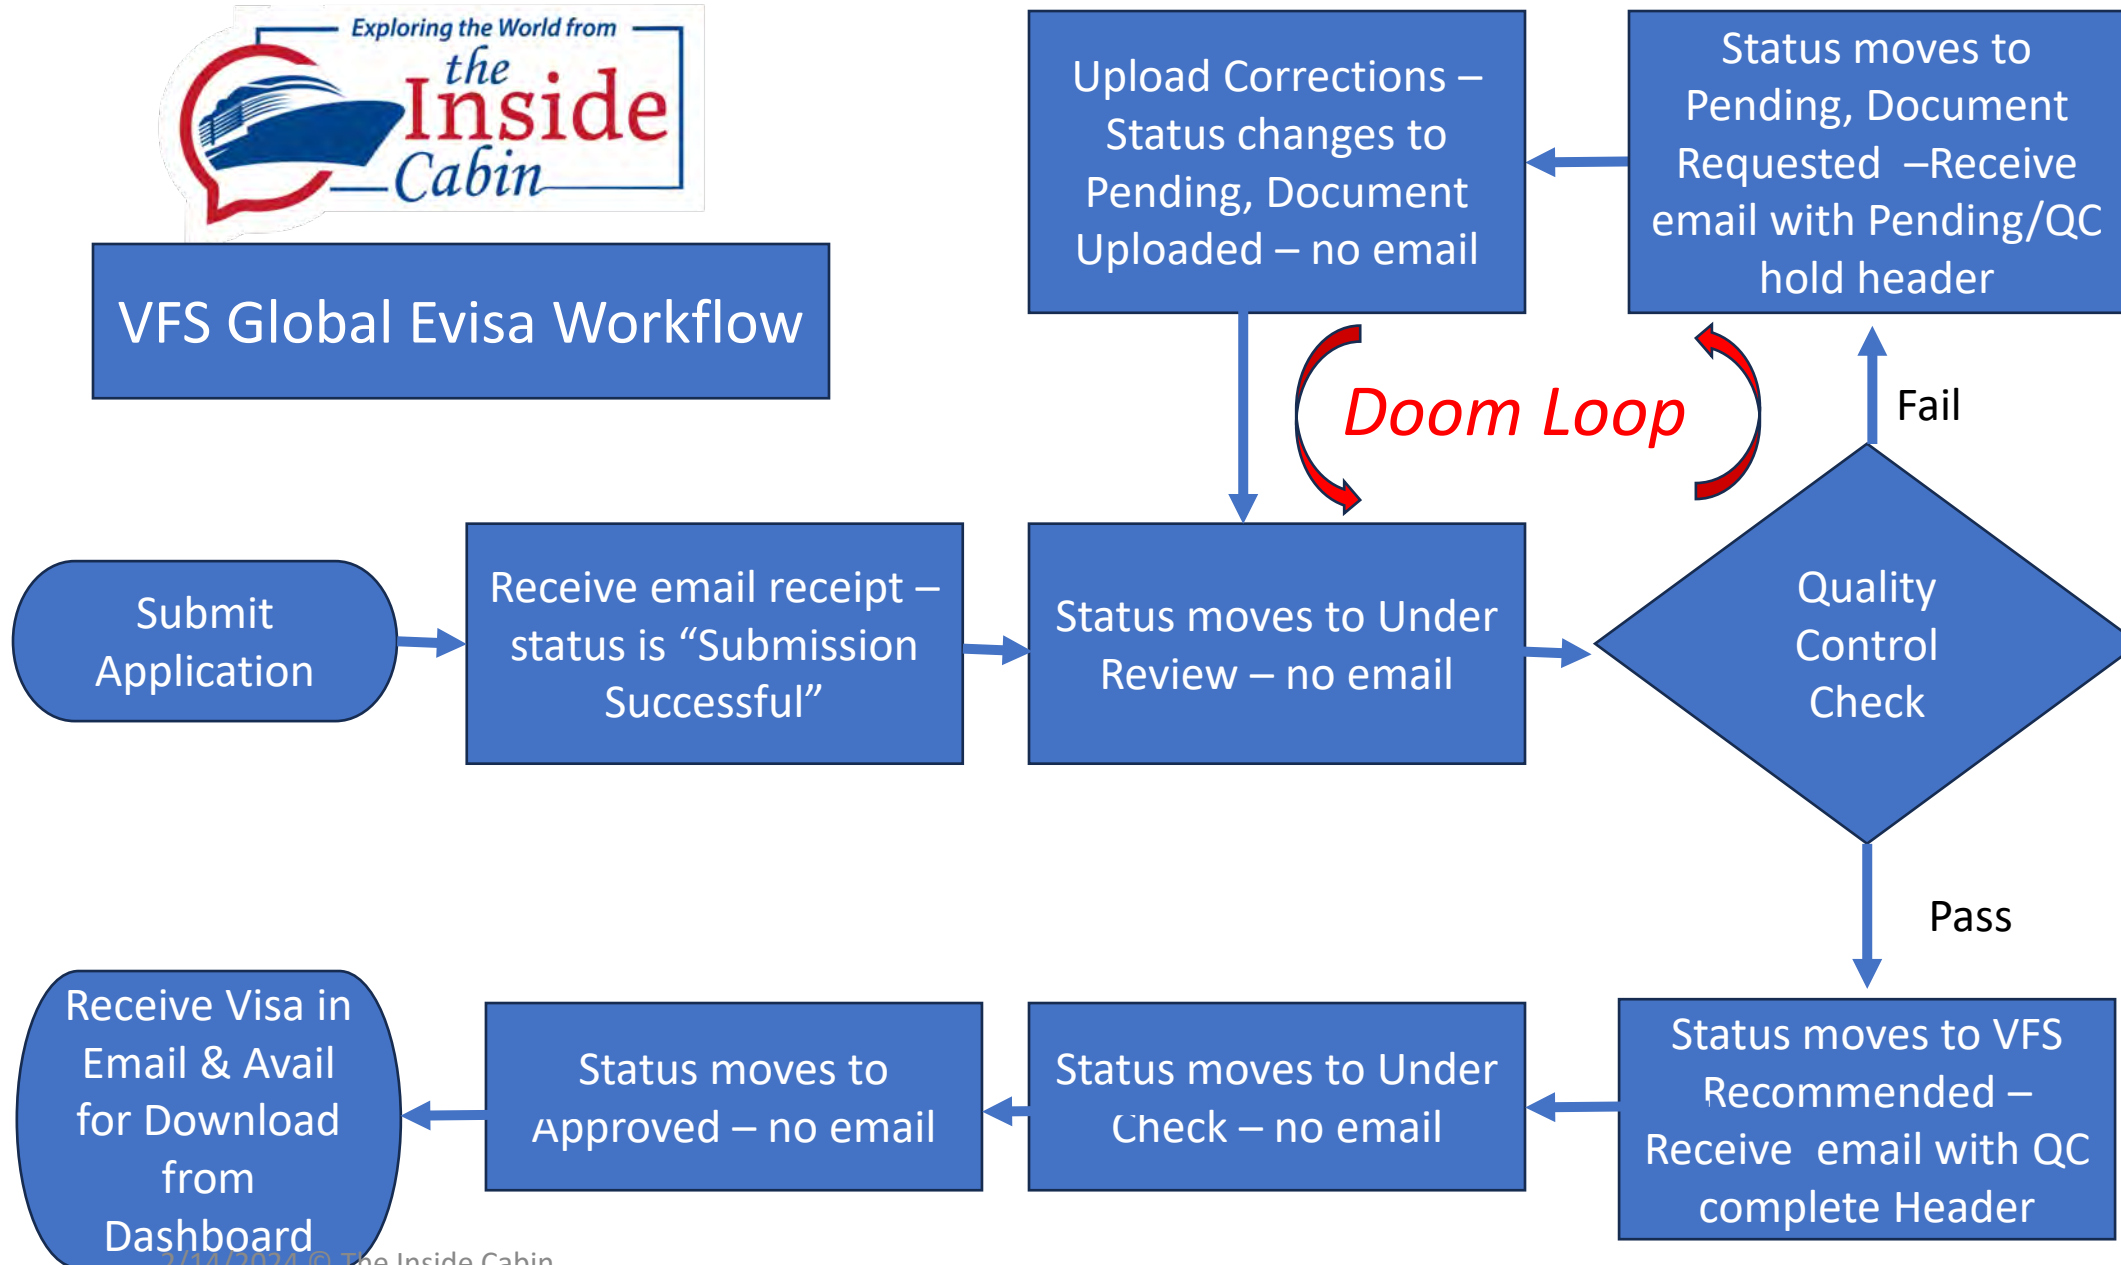 Exploring the World from
the
Inside
Cabin
VFS Global Evisa Workflow
Upload Corrections –
Status changes to
Pending, Document
Uploaded – no email
Status moves to
Pending, Document
Requested –Receive
email with Pending/QC
hold header
Doom Loop
Fail
Submit
Application
Receive email receipt –
status is “Submission
Successful”
Status moves to Under
Review – no email
Quality
Control
Check
Pass
Receive Visa in
Email & Avail
for Download
from
Dashboard
Status moves to
Approved – no email
Status moves to Under
Check – no email
Status moves to VFS
Recommended –
Receive email with QC
complete Header
2/14/2024 © The Inside Cabin